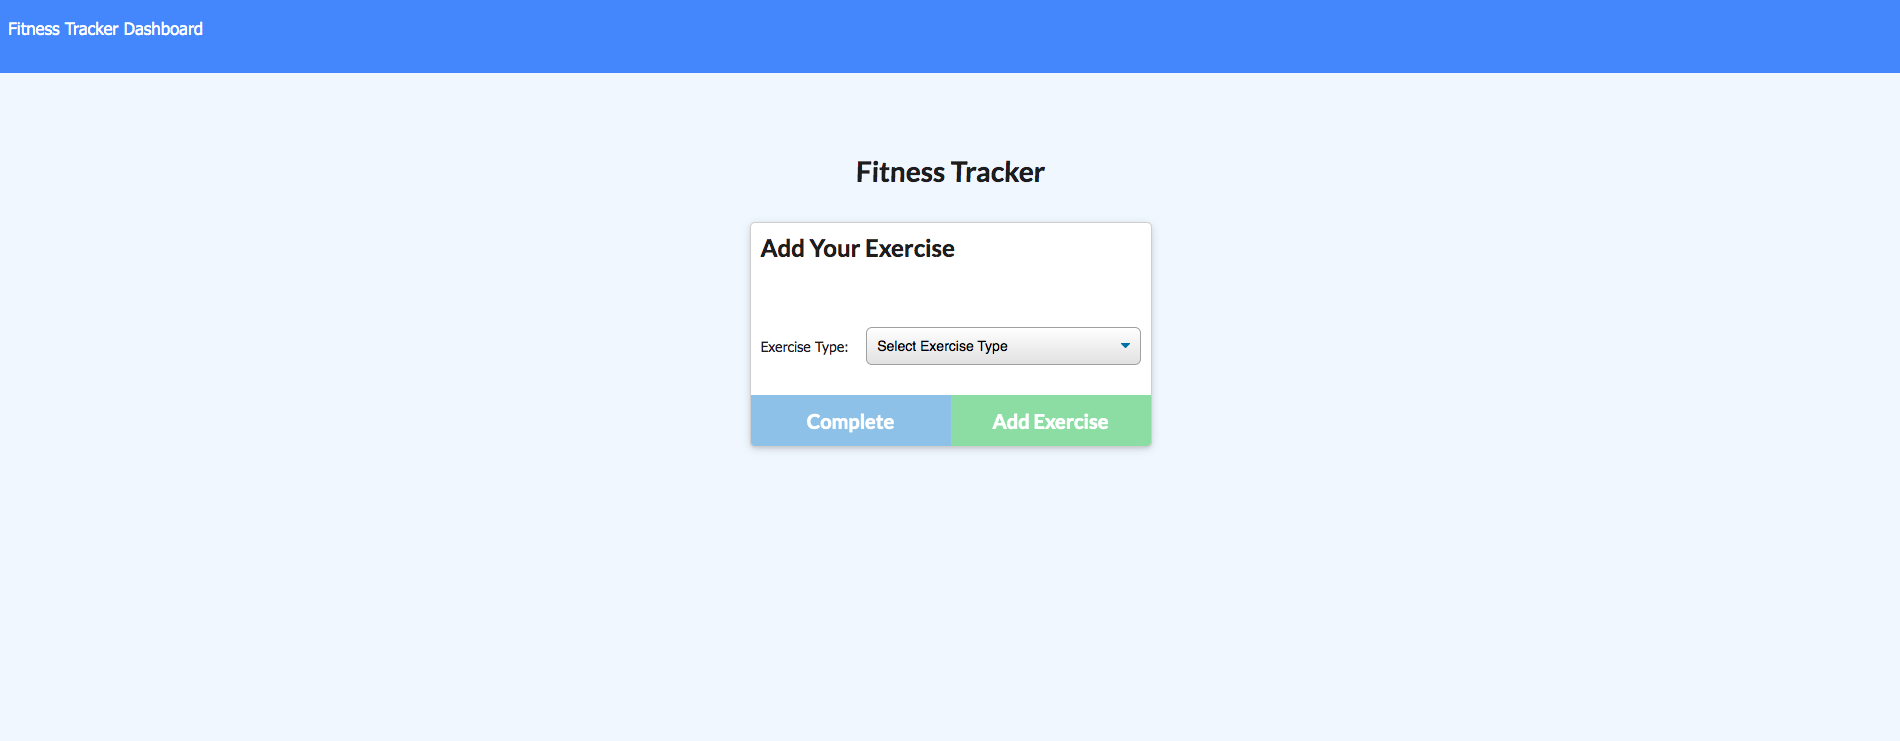 Fitness Tracker Dashboard
Fitness Tracker
Add Your Exercise
Exercise Type: Select Exercise Type
Complete Add Exercise